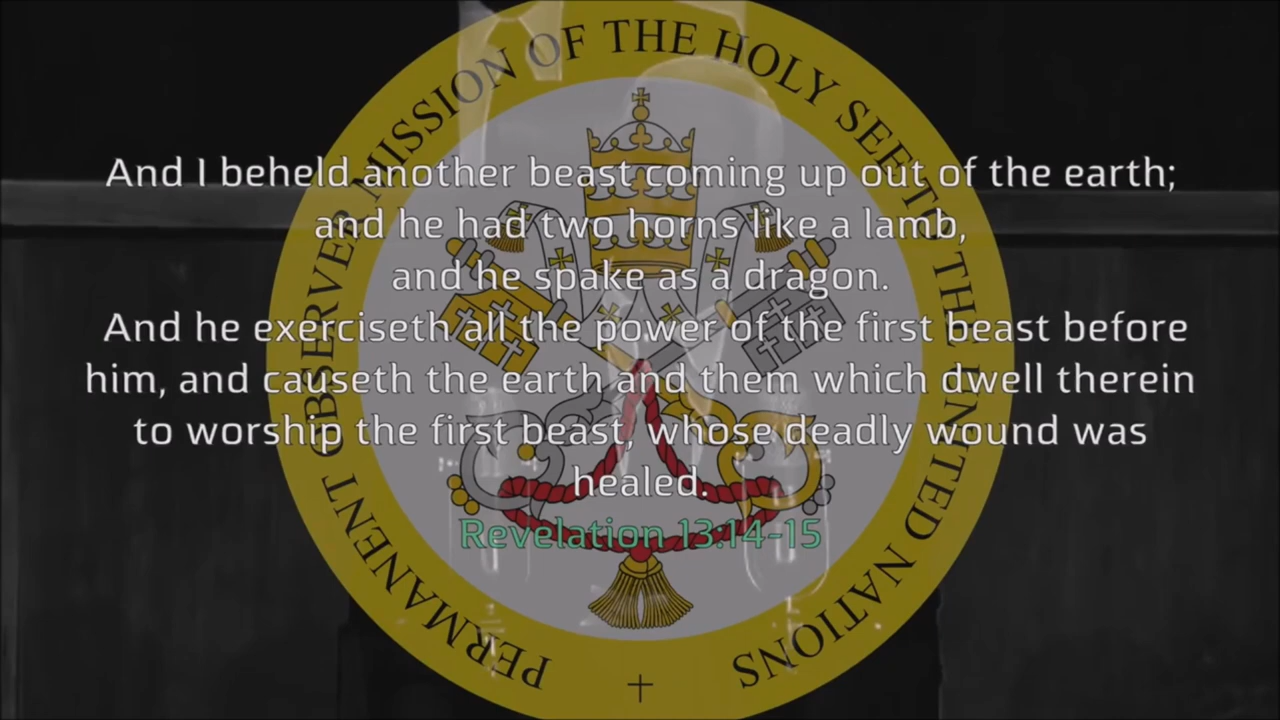 And I beheld another beast coming up out of the earth;
and he had two horns like a lamb,
and he spake as a dragon.
And he exerciseth all the power of the first beast before
him, and causeth the earth and them which dwell therein
to worship the first beast, whose deadly wound was
healed.
Revelation 13:14-15
PERMANENT OBSERVER MISSION OF THE HOLY SEE TO THE UNITED NATIONS